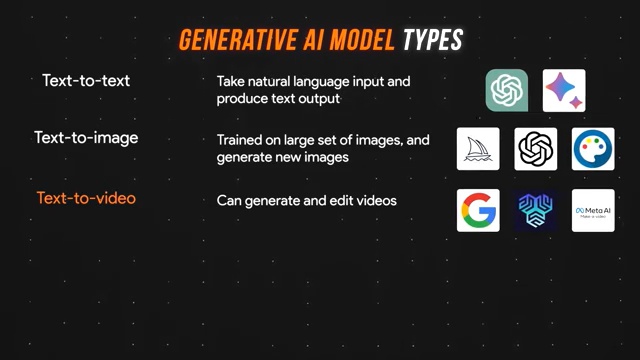 GENERATIVE AI MODEL TYPES
Text-to-text
Take natural language input and
produce text output
Text-to-image
Trained on large set of images, and
generate new images
Text-to-video
Can generate and edit videos
Meta AI
Make-a-video